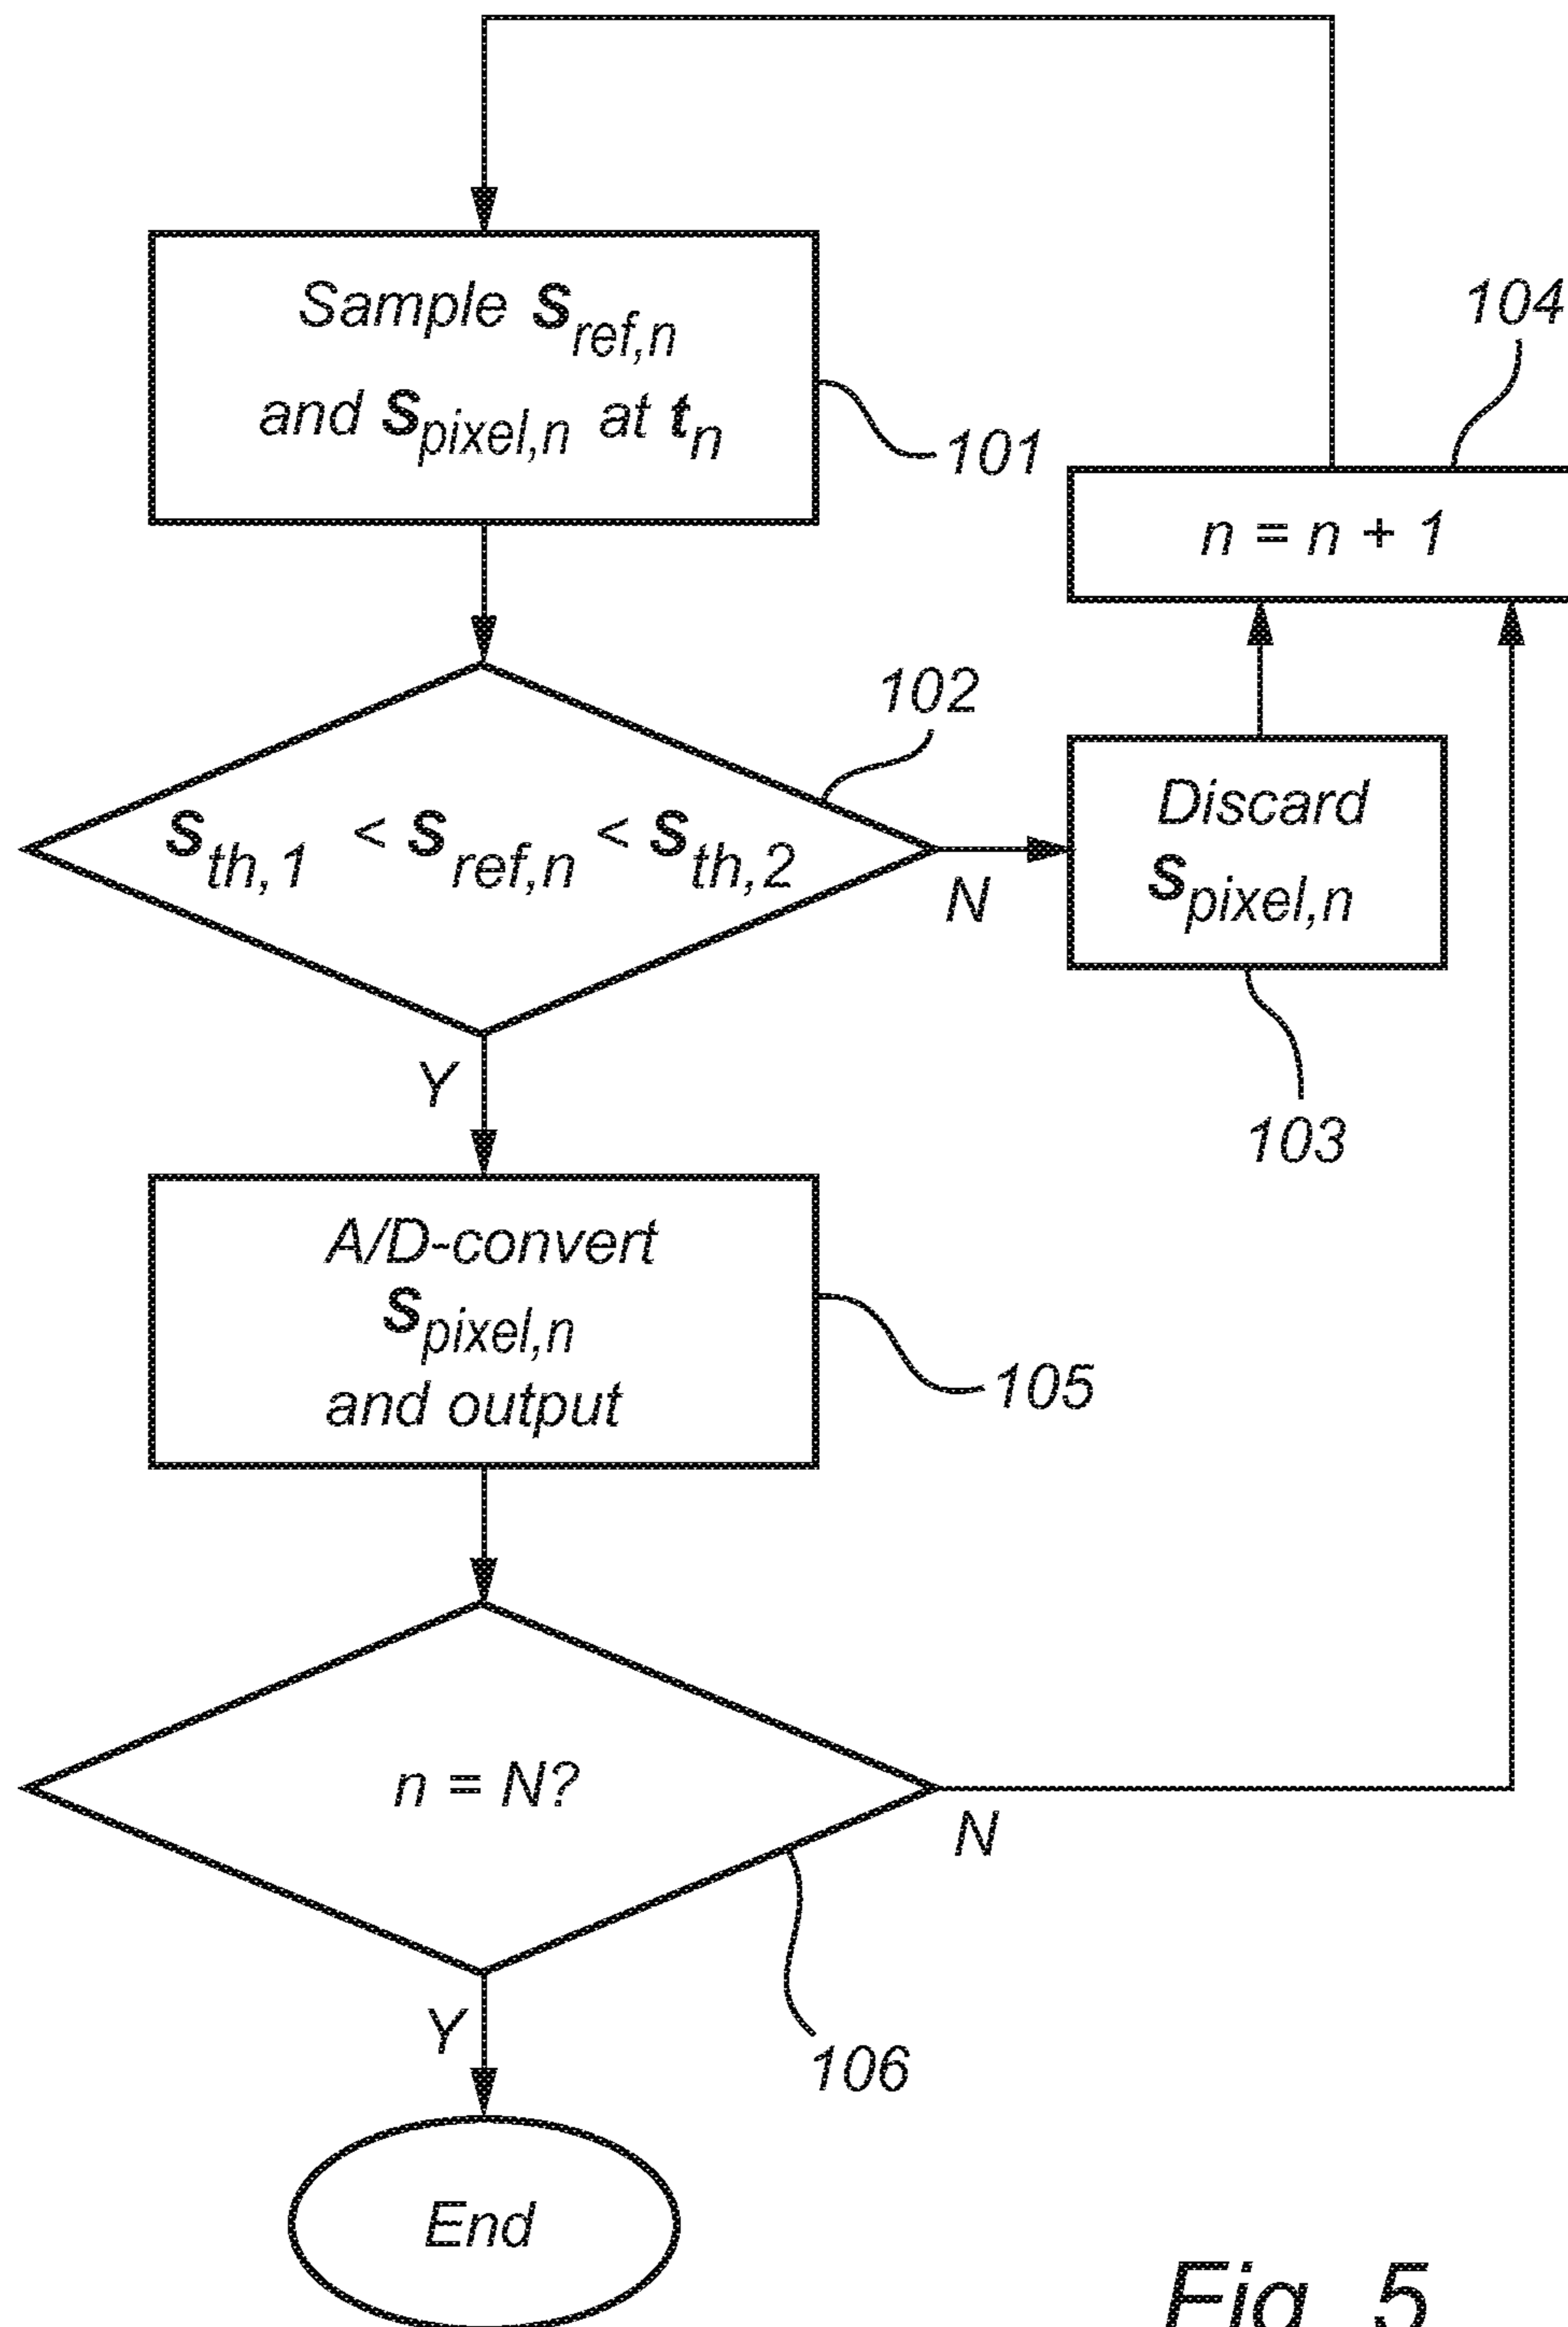 Sample S_ref,n
and S_pixel,n at t_n
101
104
n = n + 1
102
S_th,1 < S_ref,n < S_th,2
N
Discard
S_pixel,n
103
Y
A/D-convert
S_pixel,n
and output
105
n = N?
N
106
Y
End
Fig. 5